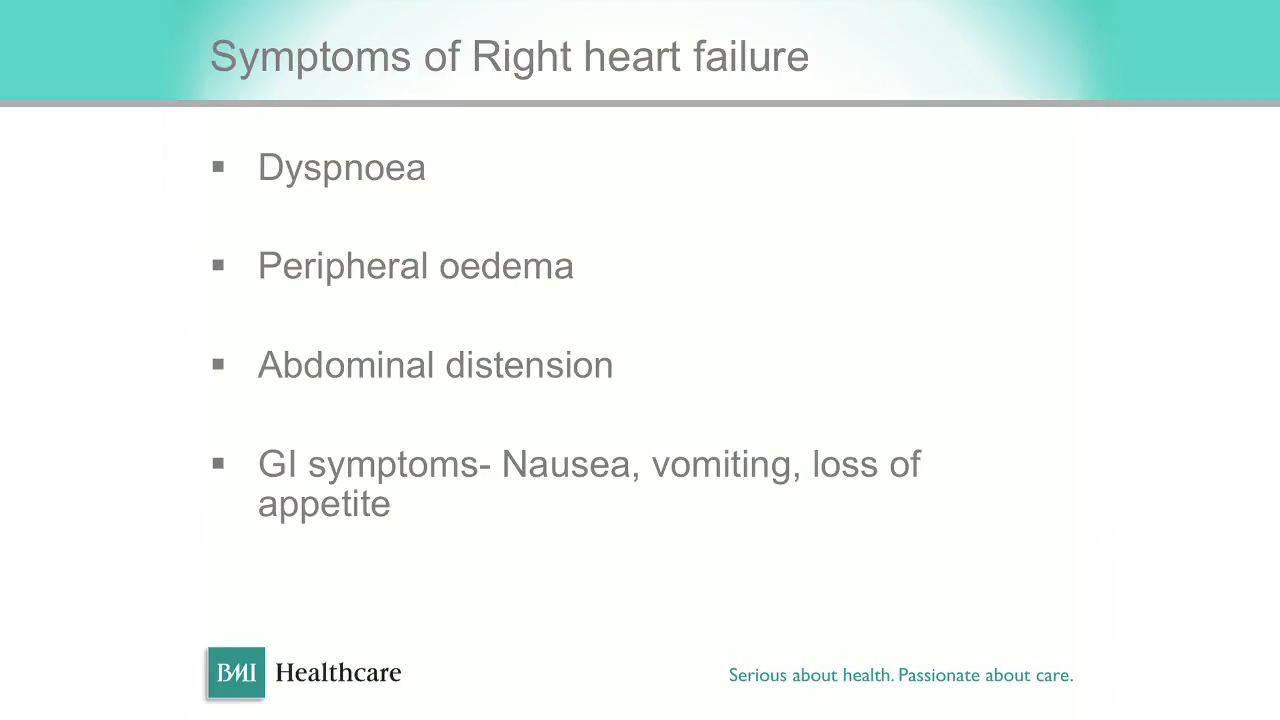 Symptoms of Right heart failure
▪ Dyspnoea
▪ Peripheral oedema
▪ Abdominal distension
▪ GI symptoms- Nausea, vomiting, loss of
appetite
BMI Healthcare
Serious about health. Passionate about care.